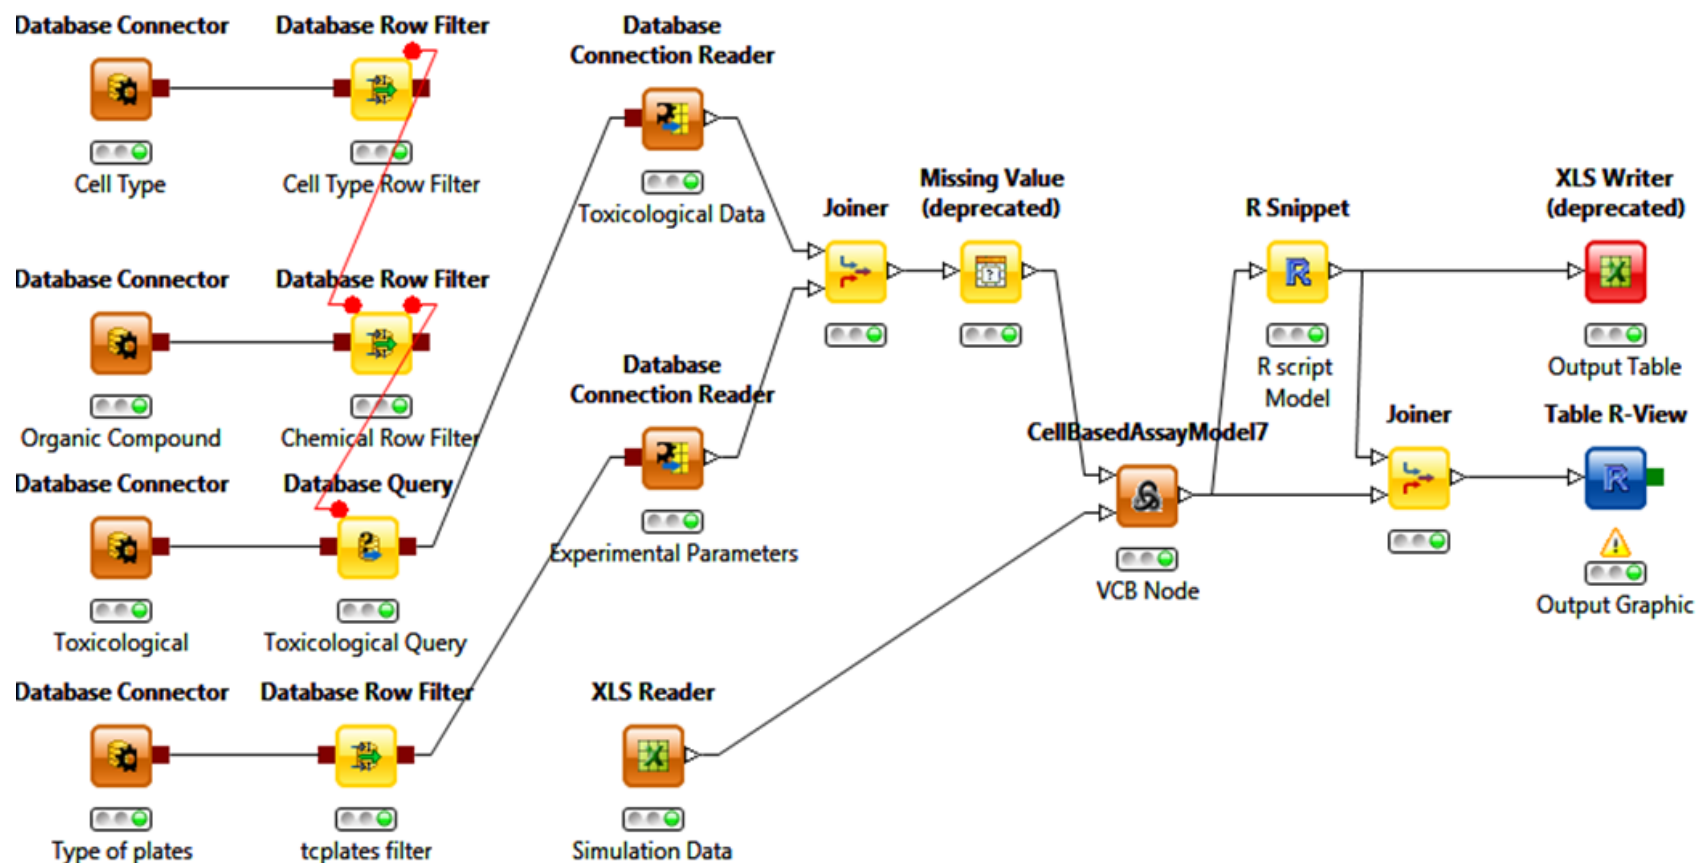 Database Connector
Cell Type
Database Row Filter
Cell Type Row Filter
Database
Connection Reader
Toxicological Data
Database Connector
Organic Compound
Database Row Filter
Chemical Row Filter
Database Connector
Toxicological
Database Query
Toxicological Query
Database
Connection Reader
Experimental Parameters
Database Connector
Type of plates
Database Row Filter
tcplates filter
XLS Reader
Simulation Data
Joiner
Missing Value
(deprecated)
CellBasedAssayModel7
VCB Node
R Snippet
R
R script
Model
XLS Writer
(deprecated)
Output Table
Joiner
Table R-View
R
Output Graphic